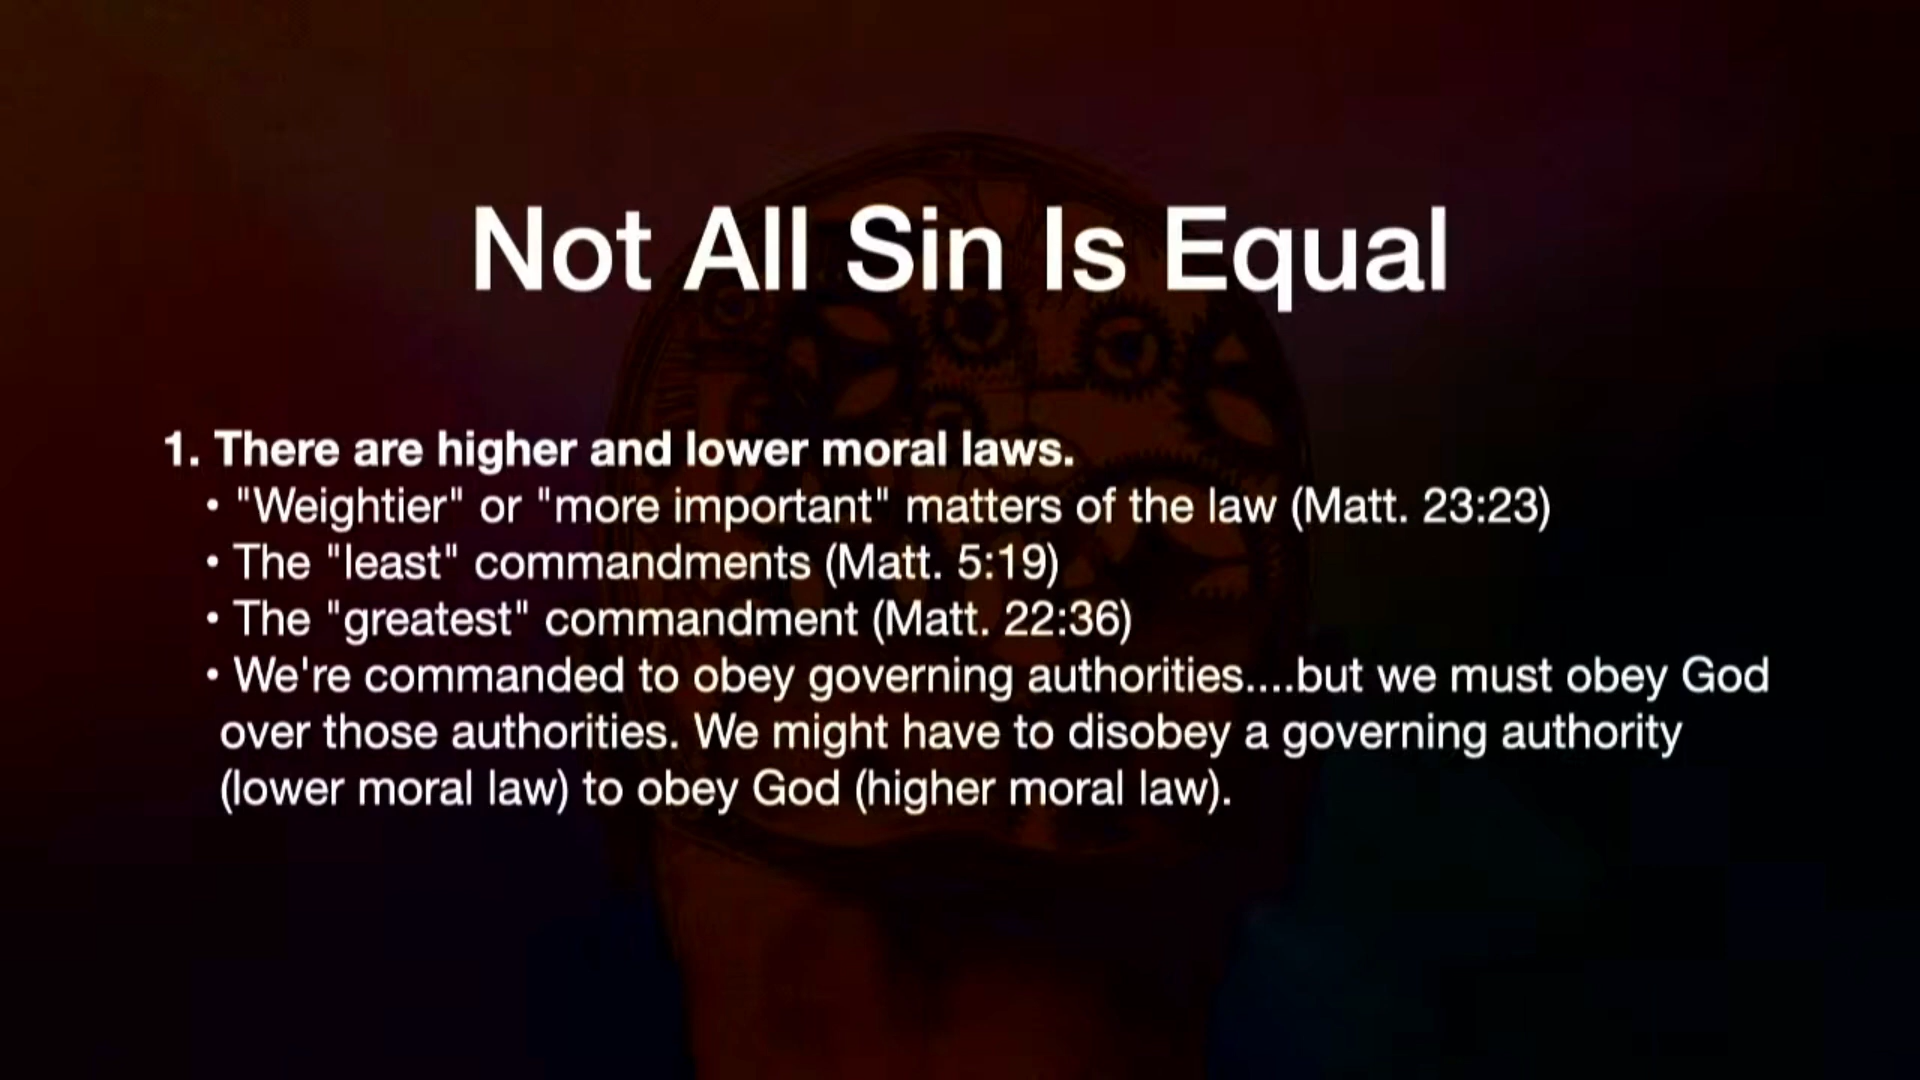 Not All Sin Is Equal
1. There are higher and lower moral laws.
• "Weightier" or "more important" matters of the law (Matt. 23:23)
• The "least" commandments (Matt. 5:19)
• The "greatest" commandment (Matt. 22:36)
• We're commanded to obey governing authorities....but we must obey God
over those authorities. We might have to disobey a governing authority
(lower moral law) to obey God (higher moral law).